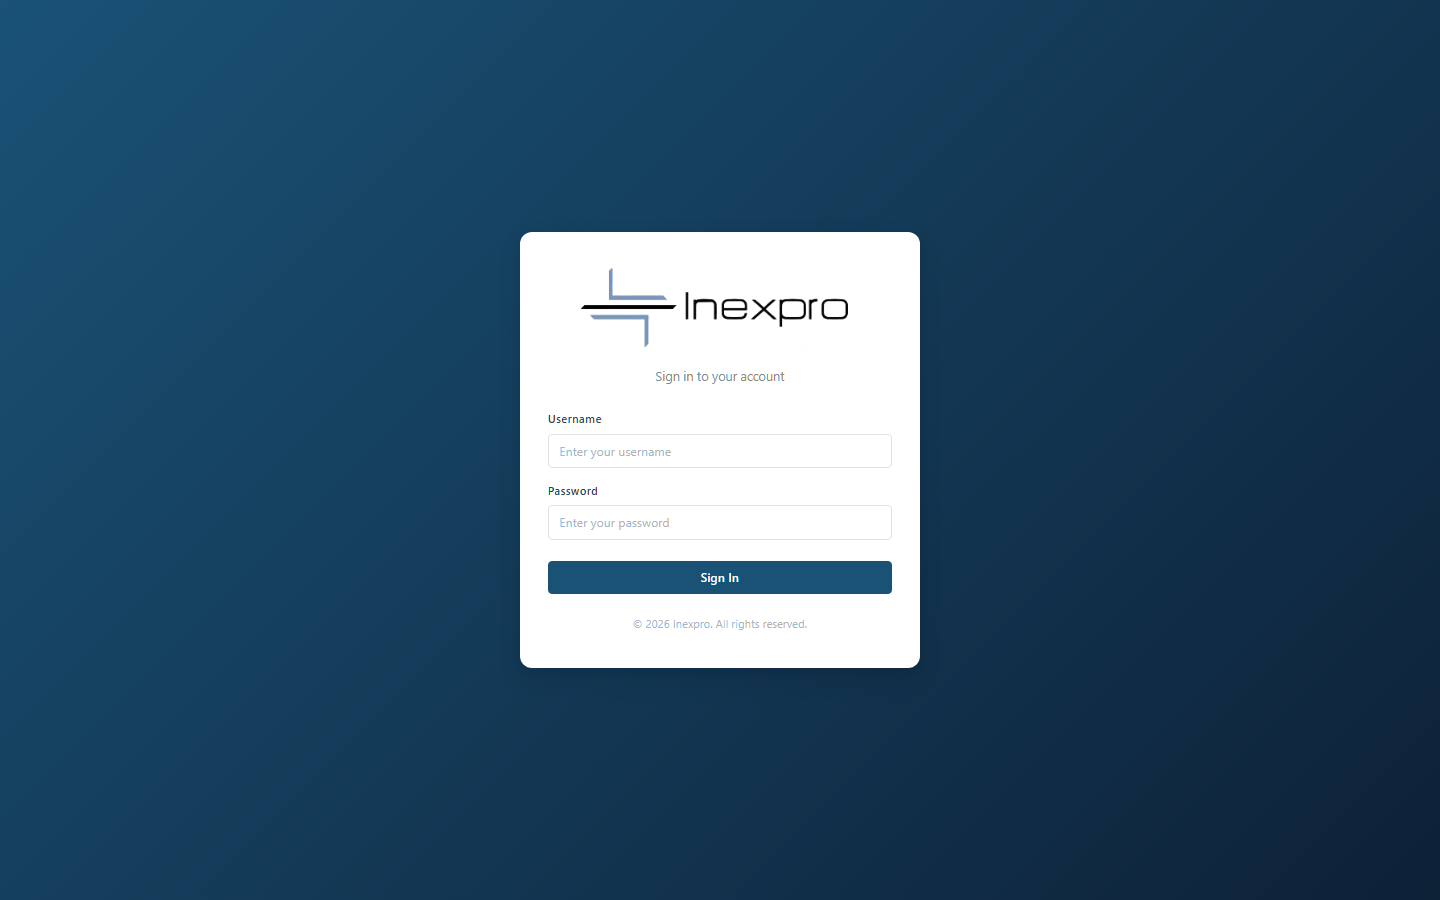 Inexpro
Sign in to your account
Username
Enter your username
Password
Enter your password
Sign In
© 2026 Inexpro. All rights reserved.